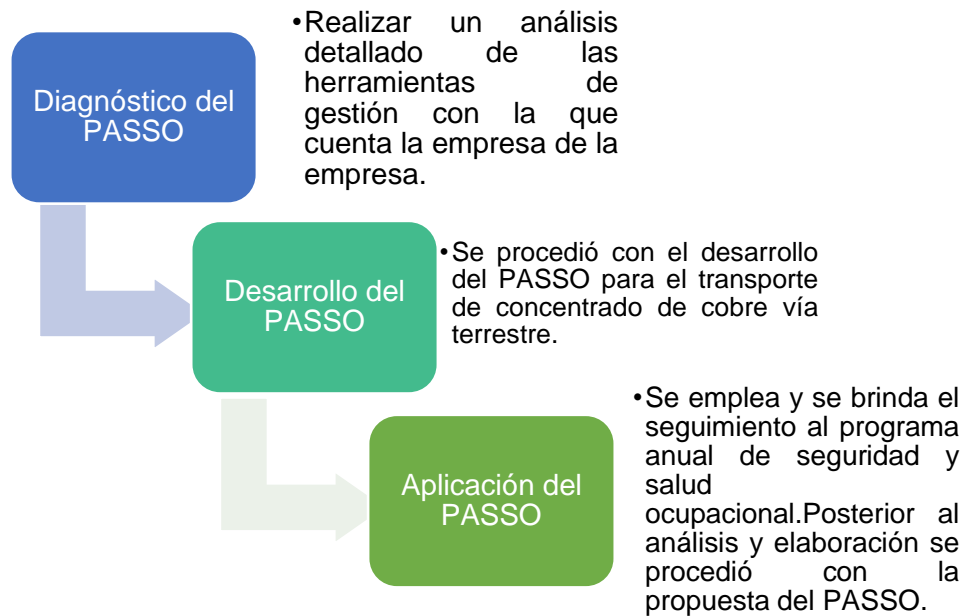 Diagnóstico del
PASSO
•Realizar un análisis
detallado de las
herramientas de
gestión con la que
cuenta la empresa de la
empresa.
Desarrollo del
PASSO
•Se procedió con el desarrollo
del PASSO para el transporte
de concentrado de cobre vía
terrestre.
Aplicación del
PASSO
•Se emplea y se brinda el
seguimiento al programa
anual de seguridad y
salud
ocupacional.Posterior al
análisis y elaboración se
procedió con la
propuesta del PASSO.